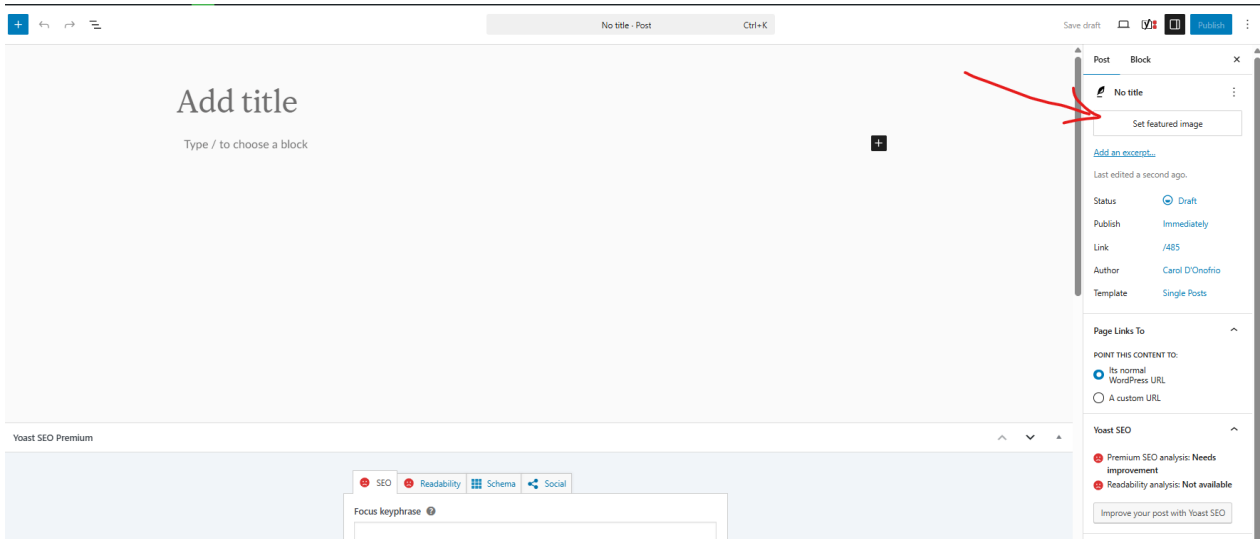 No title · Post Ctrl+K
Save draft
Publish
Add title
Type / to choose a block
Post Block
No title
Set featured image
Add an excerpt...
Last edited a second ago.
Status Draft
Publish Immediately
Link /485
Author Carol D'Onofrio
Template Single Posts
Page Links To
POINT THIS CONTENT TO:
Its normal
WordPress URL
A custom URL
Yoast SEO
Premium SEO analysis: Needs
improvement
Readability analysis: Not available
Improve your post with Yoast SEO
Yoast SEO Premium
SEO Readability Schema Social
Focus keyphrase